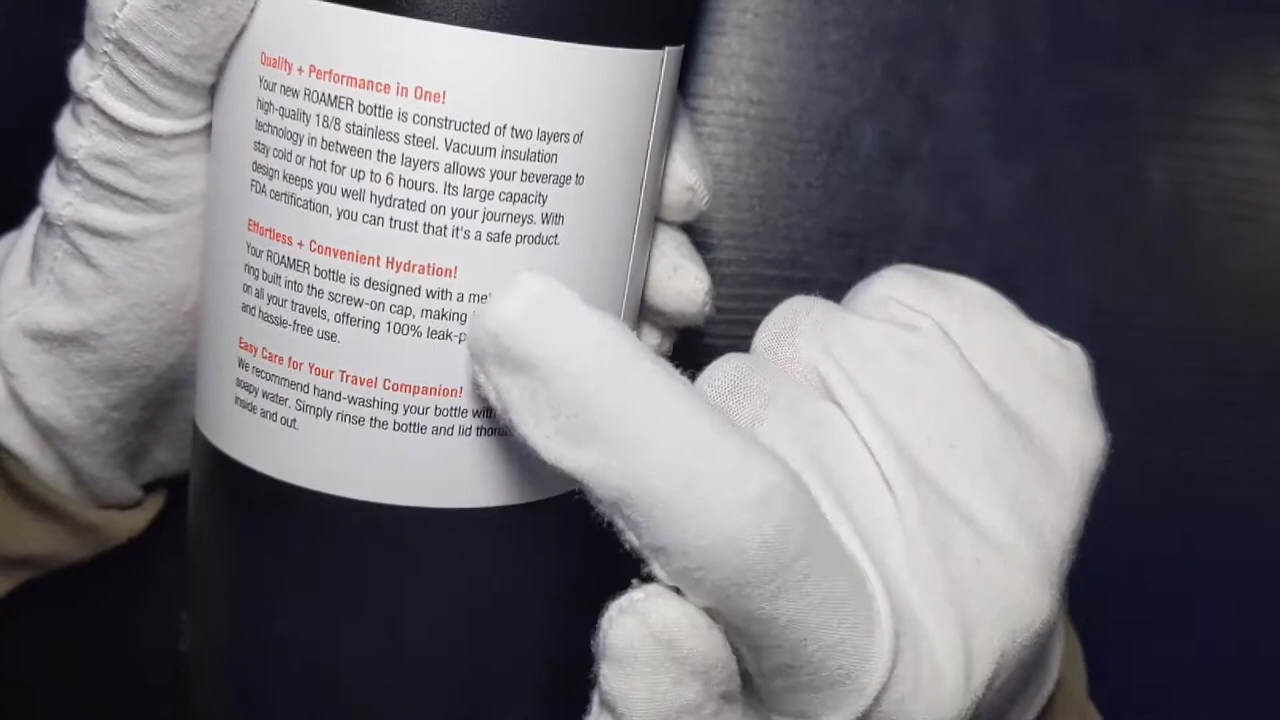 Quality + Performance in One!
Your new ROAMER bottle is constructed of two layers of
high-quality 18/8 stainless steel. Vacuum insulation
technology in between the layers allows your beverage to
stay cold or hot for up to 6 hours. Its large capacity
design keeps you well hydrated on your journeys. With
FDA certification, you can trust that it's a safe product.
Effortless + Convenient Hydration!
Your ROAMER bottle is designed with a
ring built into the screw-on cap, making
on all your travels, offering 100%
and hassle-free use.
Easy Care for Your Travel Companion!
We recommend hand-washing your bottle with
soapy water. Simply rinse the bottle and lid
inside and out.